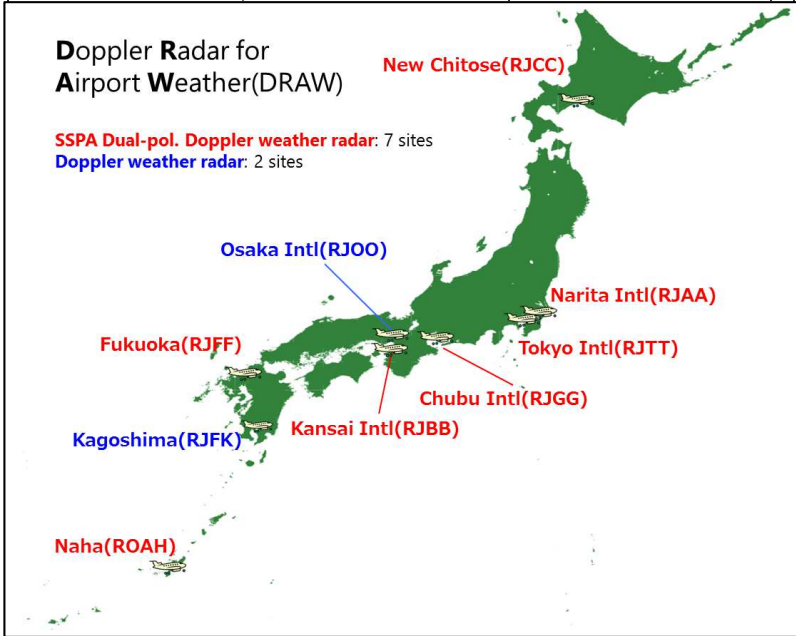 Doppler Radar for
Airport Weather(DRAW)
New Chitose(RJCC)
SSPA Dual-pol. Doppler weather radar: 7 sites
Doppler weather radar: 2 sites
Osaka Intl(RJOO)
Narita Intl(RJAA)
Fukuoka(RJFF)
Tokyo Intl(RJTT)
Chubu Intl(RJGG)
Kansai Intl(RJBB)
Kagoshima(RJFK)
Naha(ROAH)